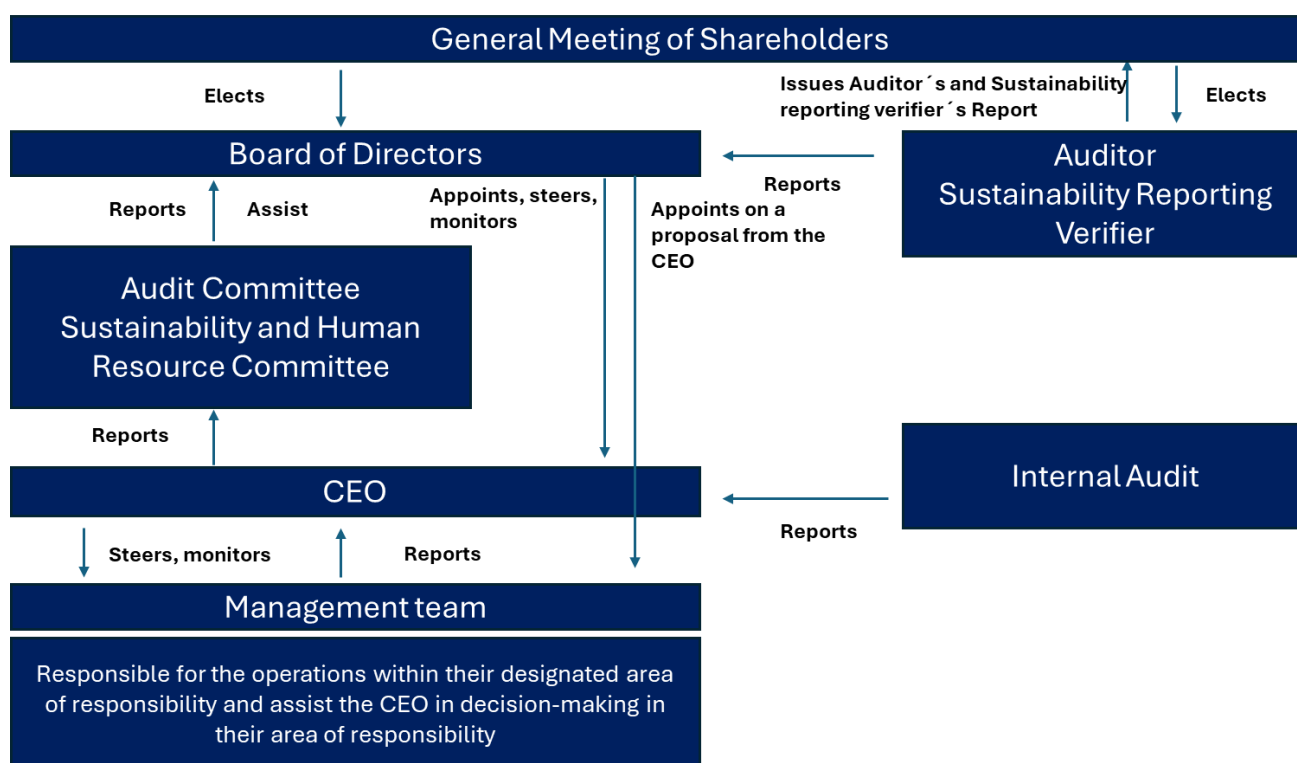 General Meeting of Shareholders
Elects
Issues Auditor´s and Sustainability
reporting verifier´s Report
Elects
Board of Directors
Auditor
Sustainability Reporting
Verifier
Reports
Reports
Assist
Appoints, steers,
monitors
Appoints on a
proposal from the
CEO
Audit Committee
Sustainability and Human
Resource Committee
Reports
CEO
Internal Audit
Reports
Steers, monitors
Reports
Management team
Responsible for the operations within their designated area
of responsibility and assist the CEO in decision-making in
their area of responsibility